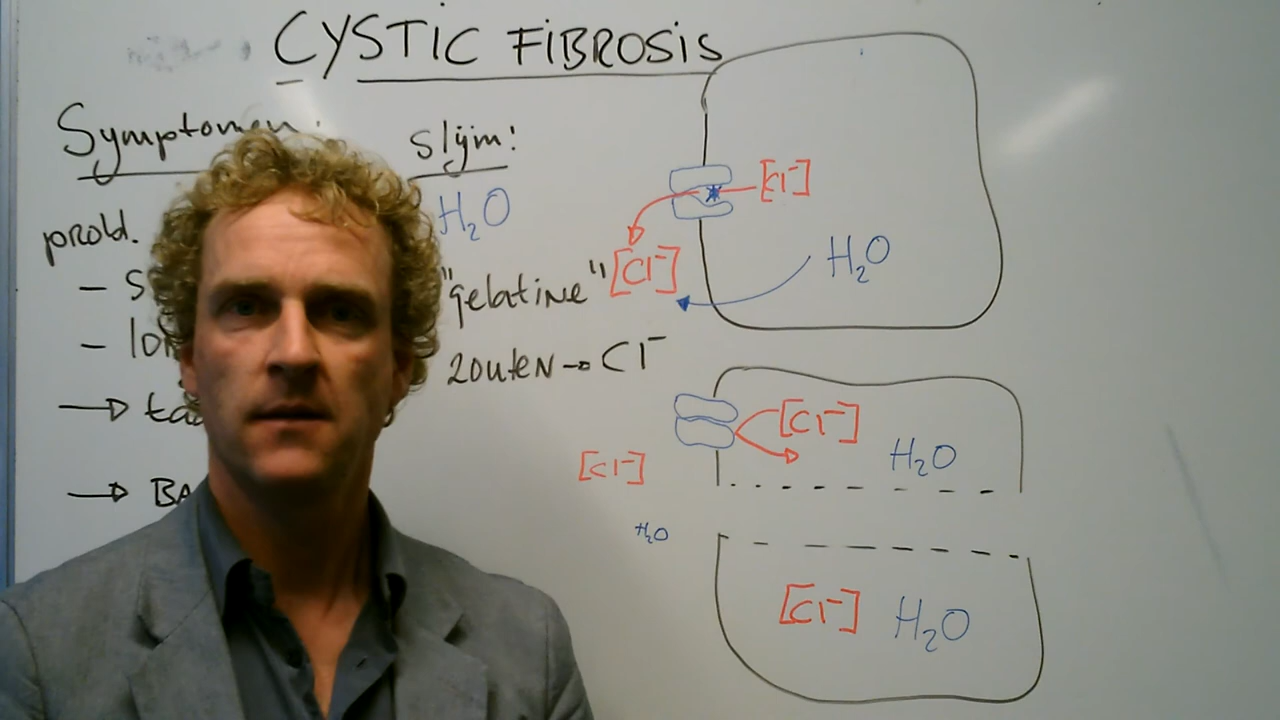 CYSTIC FIBROSIS
Symptomen:
probl.
- S
- lo
→ ta
→ BA
slijm:
H₂O
"gelatine"
zouten → Cl⁻
[Cl⁻]
[Cl⁻]
H₂O
[Cl⁻]
H₂O
[Cl⁻]
H₂O
[Cl⁻] H₂O